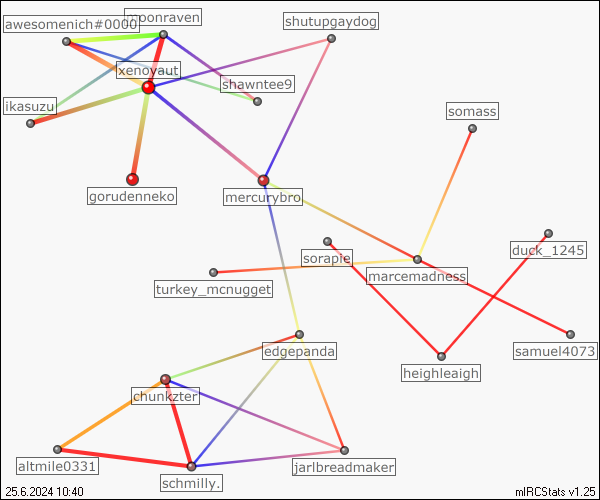 shutupgaydog
awesomenich#0000
moonraven
xenoyaut
shawntee9
ikasuzu
somass
gorudenneko
mercurybro
duck_1245
sorapie
marcemadness
turkey_mcnugget
edgepanda
samuel4073
heighleaigh
chunkzter
altmile0331
jarlbreadmaker
schmilly.
25.6.2024 10:40
mIRCStats v1.25